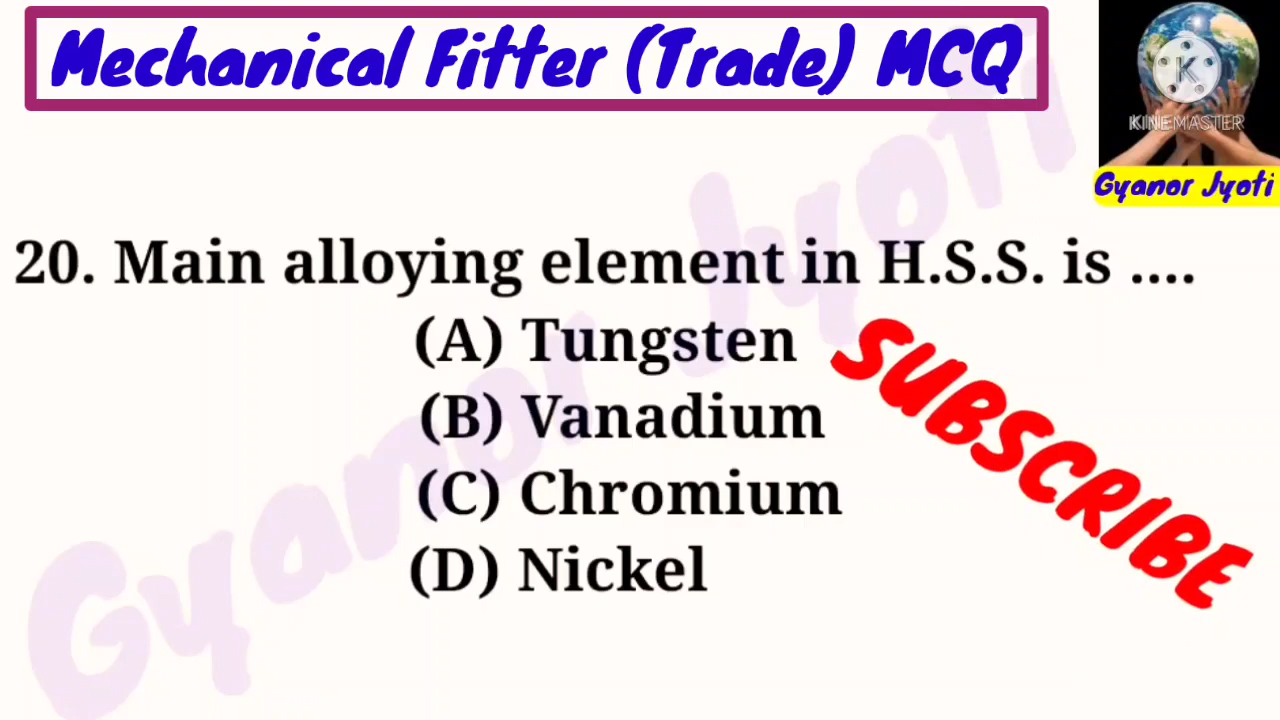 Mechanical Fitter (Trade) MCQ
K
KINEMASTER
Gyanor Jyoti
20. Main alloying element in H.S.S. is ....
(A) Tungsten
(B) Vanadium
(C) Chromium
(D) Nickel
SUBSCRIBE
Gyanor Jyoti